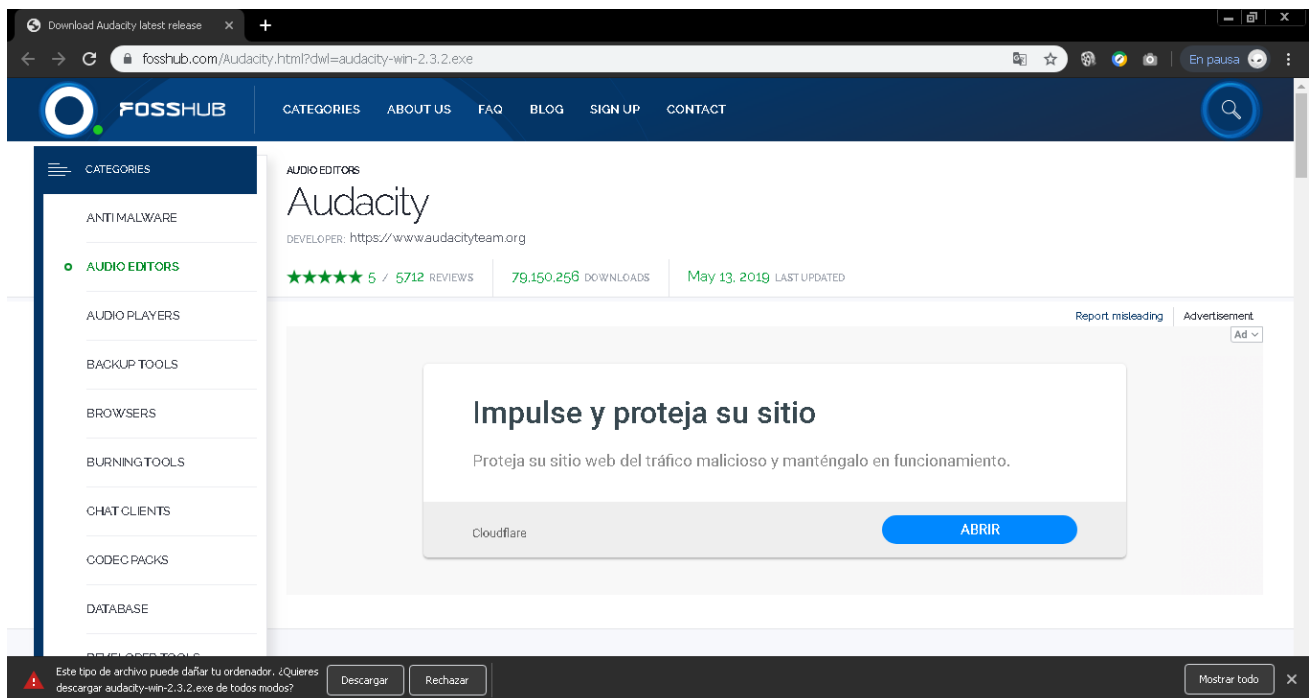 Download Audacity latest release
fosshub.com/Audacity.html?dwl=audacity-win-2.3.2.exe
En pausa
FOSSHUB
CATEGORIES ABOUT US FAQ BLOG SIGN UP CONTACT
CATEGORIES
ANTI MALWARE
AUDIO EDITORS
AUDIO PLAYERS
BACKUP TOOLS
BROWSERS
BURNING TOOLS
CHAT CLIENTS
CODEC PACKS
DATABASE
DEVELOPER TOOLS
AUDIO EDITORS
Audacity
DEVELOPER: https://www.audacityteam.org
5 / 5712 REVIEWS 79,150,256 DOWNLOADS May 13, 2019 LAST UPDATED
Report misleading Advertisement
Ad
Impulse y proteja su sitio
Proteja su sitio web del tráfico malicioso y manténgalo en funcionamiento.
Cloudflare ABRIR
Este tipo de archivo puede dañar tu ordenador. ¿Quieres
descargar audacity-win-2.3.2.exe de todos modos?
Descargar Rechazar Mostrar todo